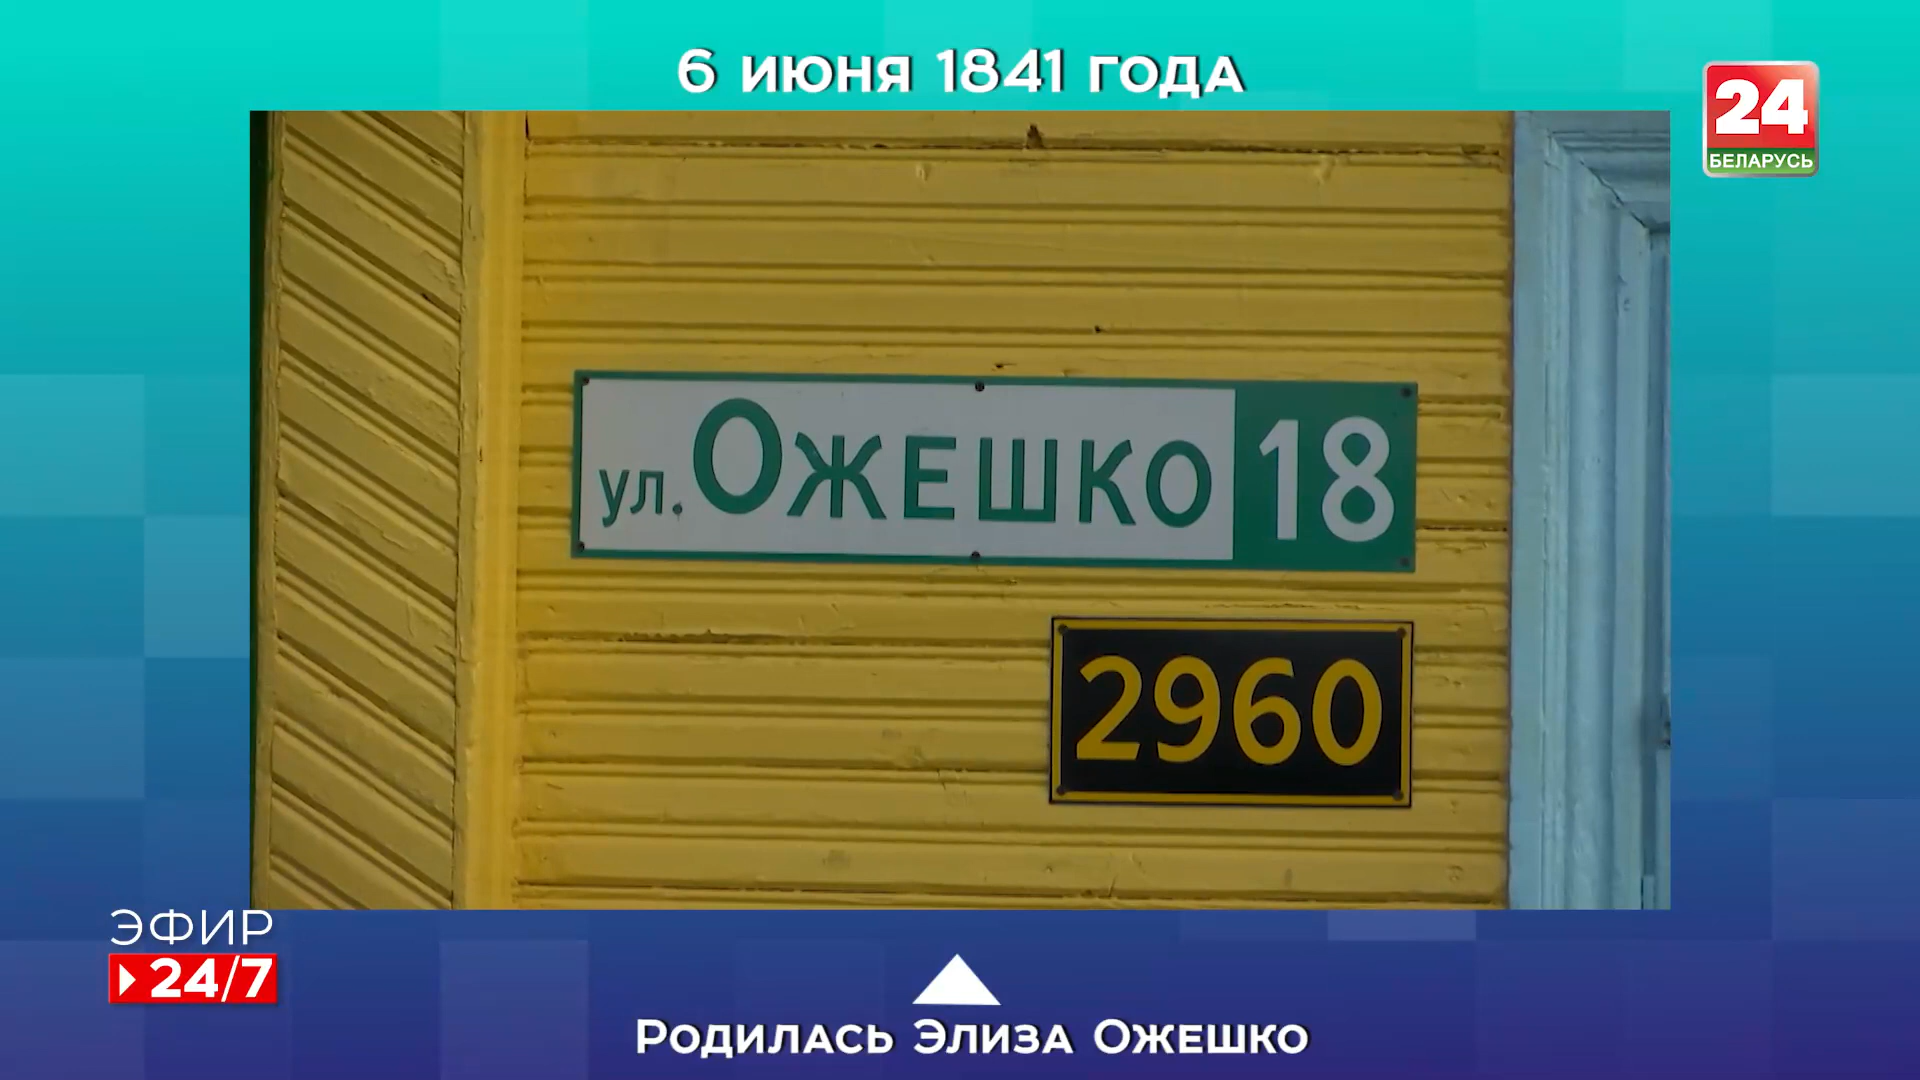 6 ИЮНЯ 1841 ГОДА
24
БЕЛАРУСЬ
ул. ОЖЕШКО 18
2960
ЭФИР
24/7
РОДИЛАСЬ ЭЛИЗА ОЖЕШКО